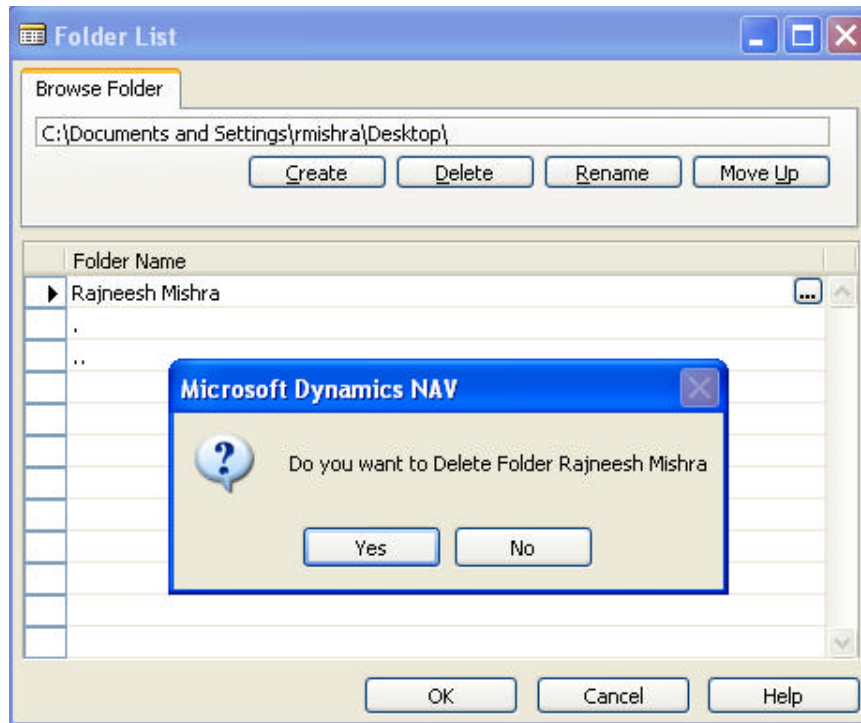 Folder List
Browse Folder
C:\Documents and Settings\rmishra\Desktop\
Create Delete Rename Move Up
Folder Name
Rajneesh Mishra ...
.
..
Microsoft Dynamics NAV
Do you want to Delete Folder Rajneesh Mishra
Yes No
OK Cancel Help